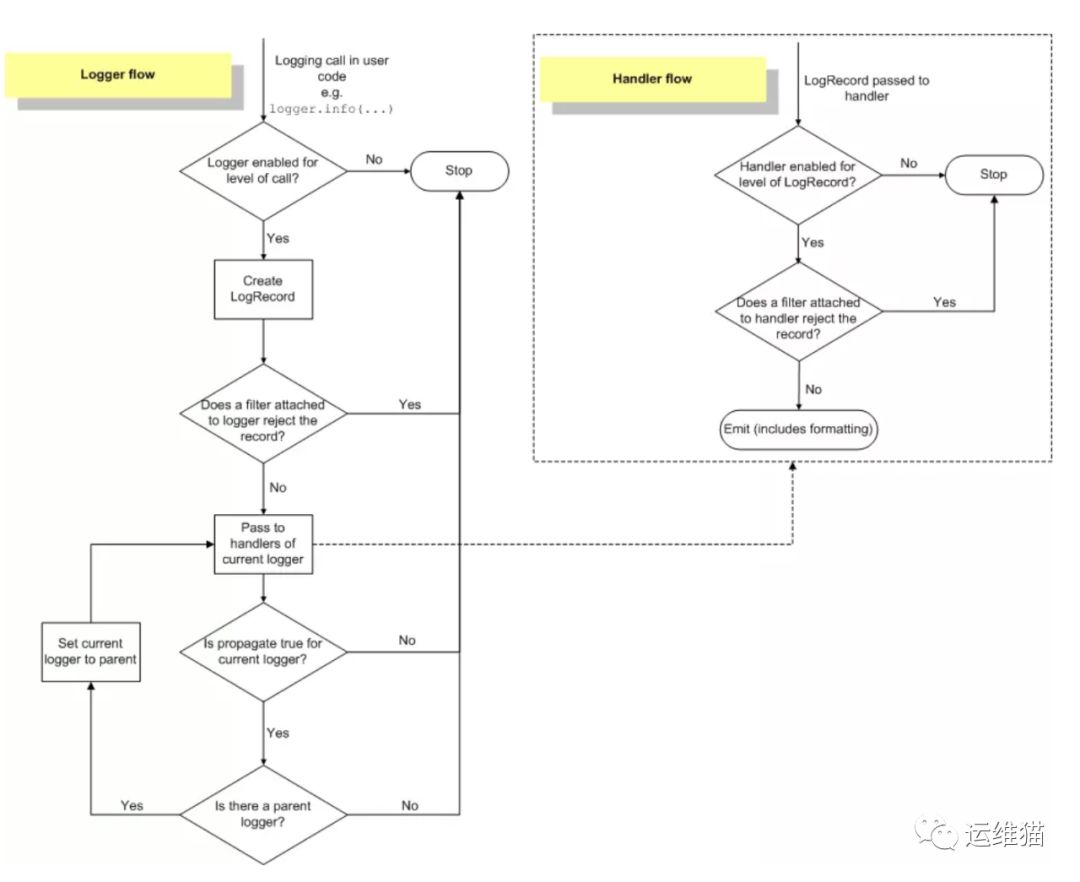 Logger flow
Logging call in user
code
e.g.
logger.info(...)
Logger enabled for
level of call?
No
Stop
Yes
Create
LogRecord
Does a filter attached
to logger reject the
record?
Yes
No
Pass to
handlers of
current logger
Set current
logger to parent
Is propagate true for
current logger?
No
Yes
Is there a parent
logger?
Yes
No
Handler flow
LogRecord passed to
handler
Handler enabled for
level of LogRecord?
No
Stop
Yes
Does a filter attached
to handler reject the
record?
Yes
No
Emit (includes formatting)
运维猫